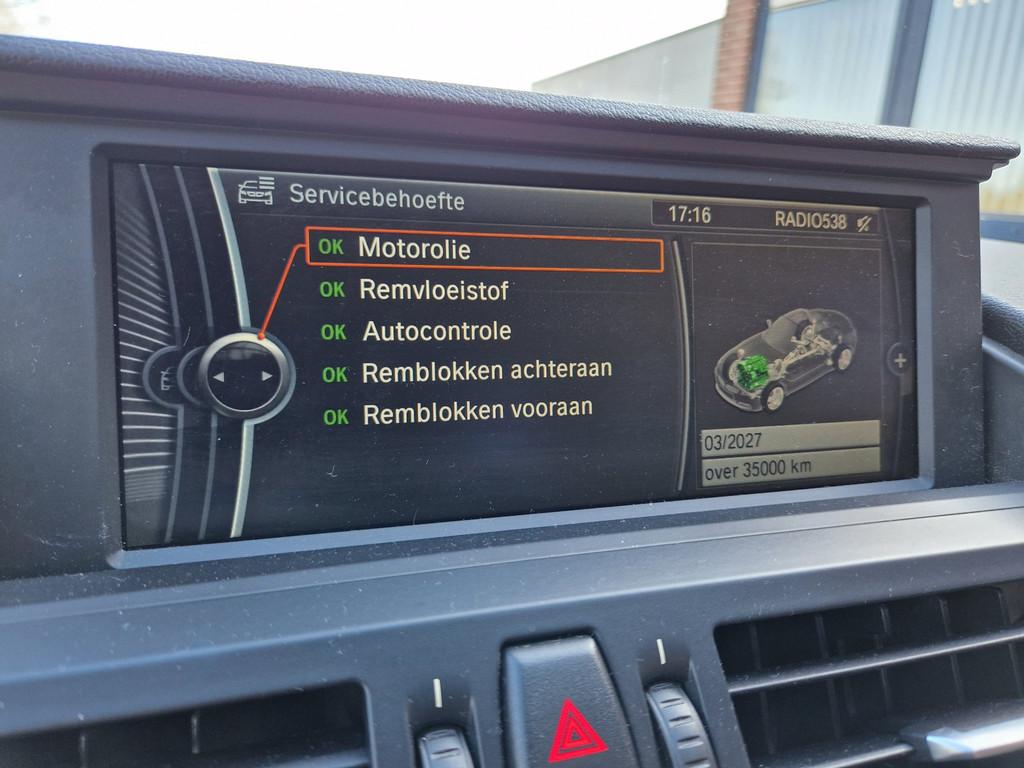 Servicebehoefte
17:16 RADIO538
OK Motorolie
OK Remvloeistof
OK Autocontrole
OK Remblokken achteraan
OK Remblokken vooraan
03/2027
over 35000 km